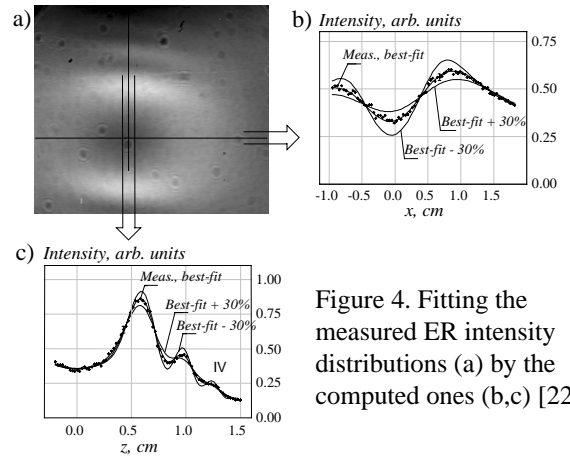 a)
b) Intensity, arb. units
0.75
Meas., best-fit
0.50
Best-fit + 30%
0.25
Best-fit - 30%
0.00
-1.0 -0.5 0.0 0.5 1.0 1.5 2.0
x, cm
c) Intensity, arb. units
1.00
Meas., best-fit
Best-fit + 30%
0.75
Best-fit - 30%
0.50
IV
0.25
0.00
0.0 0.5 1.0 1.5
z, cm
Figure 4. Fitting the
measured ER intensity
distributions (a) by the
computed ones (b,c) [22